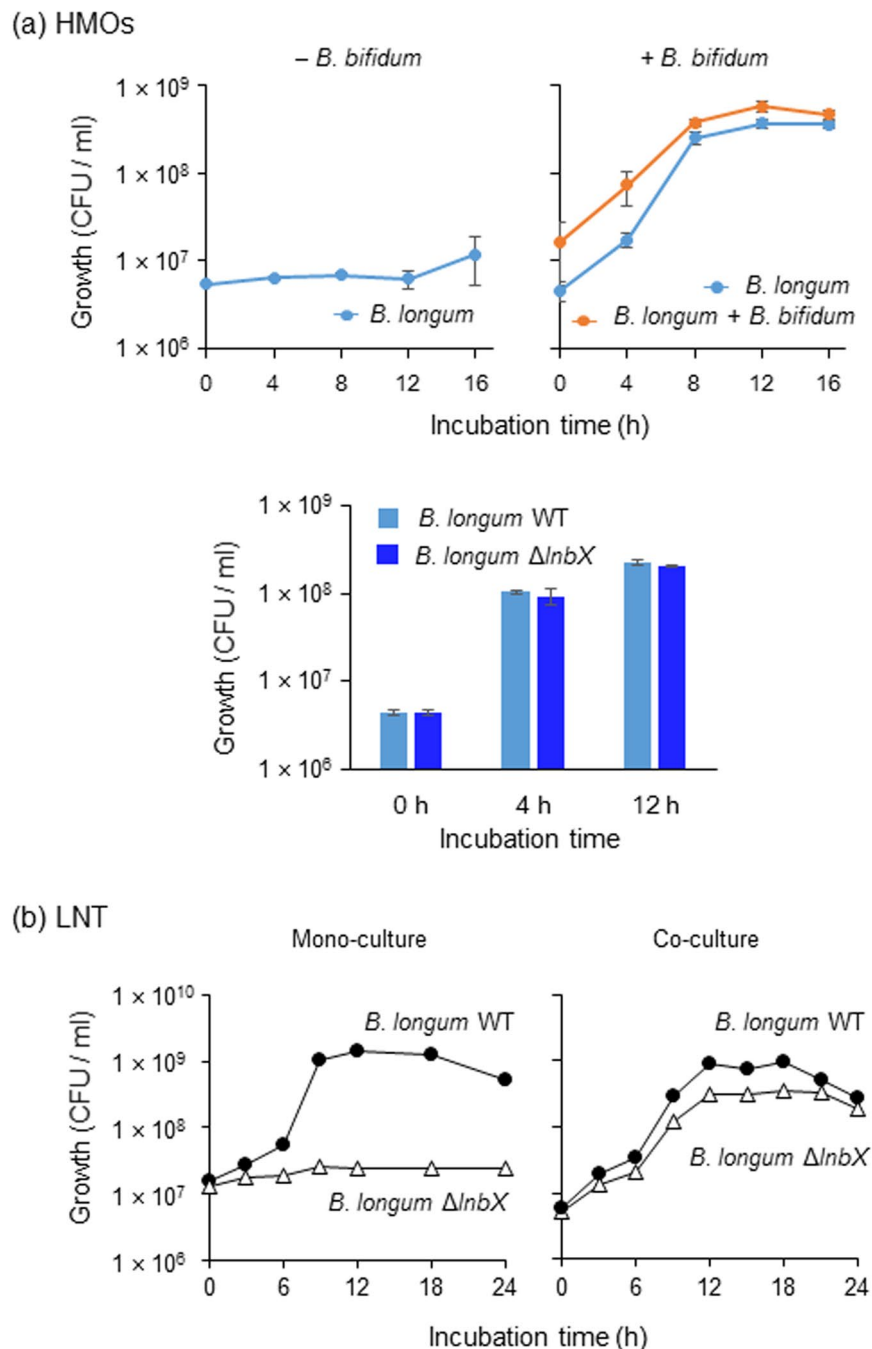 (a) HMOs
– B. bifidum
+ B. bifidum
Growth (CFU / ml)
1 × 10⁹
1 × 10⁸
1 × 10⁷
1 × 10⁶
B. longum
B. longum
B. longum + B. bifidum
0 4 8 12 16
0 4 8 12 16
Incubation time (h)
Growth (CFU / ml)
1 × 10⁹
1 × 10⁸
1 × 10⁷
1 × 10⁶
B. longum WT
B. longum ΔlnbX
0 h 4 h 12 h
Incubation time
(b) LNT
Mono-culture
Co-culture
Growth (CFU / ml)
1 × 10¹⁰
1 × 10⁹
1 × 10⁸
1 × 10⁷
1 × 10⁶
B. longum WT
B. longum ΔlnbX
B. longum WT
B. longum ΔlnbX
0 6 12 18 24
0 6 12 18 24
Incubation time (h)